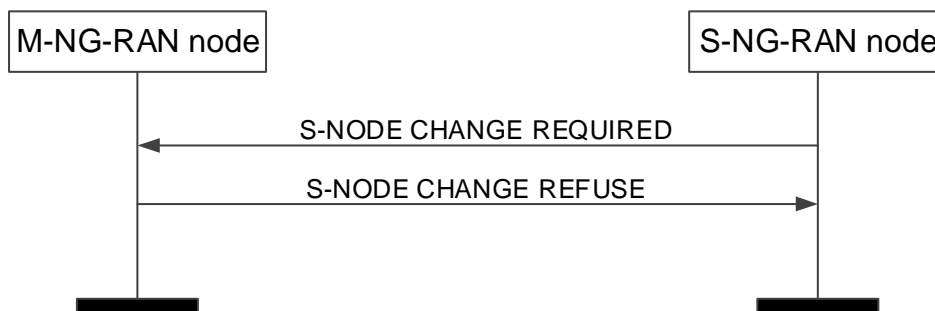 M-NG-RAN node
S-NG-RAN node
S-NODE CHANGE REQUIRED
S-NODE CHANGE REFUSE